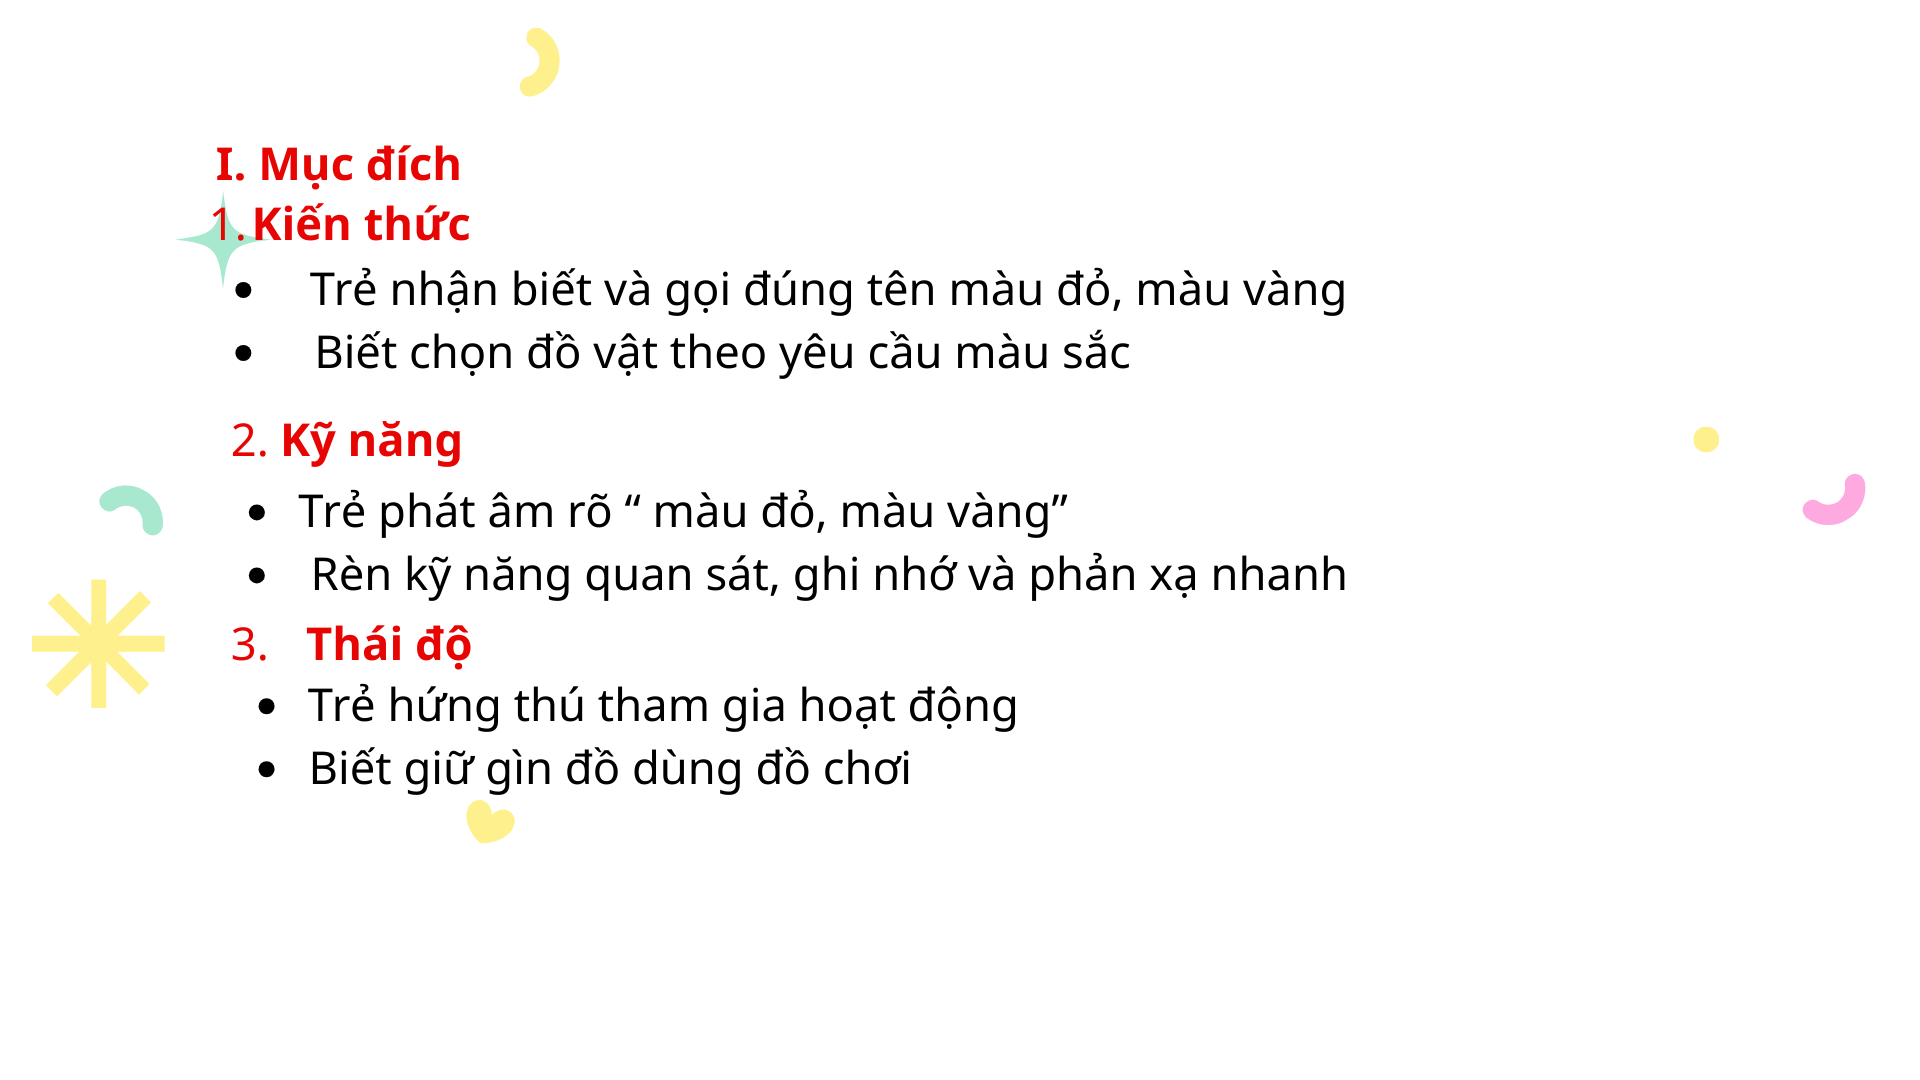 I. Mục đích
1. Kiến thức
• Trẻ nhận biết và gọi đúng tên màu đỏ, màu vàng
• Biết chọn đồ vật theo yêu cầu màu sắc
2. Kỹ năng
• Trẻ phát âm rõ “ màu đỏ, màu vàng”
• Rèn kỹ năng quan sát, ghi nhớ và phản xạ nhanh
3. Thái độ
• Trẻ hứng thú tham gia hoạt động
• Biết giữ gìn đồ dùng đồ chơi